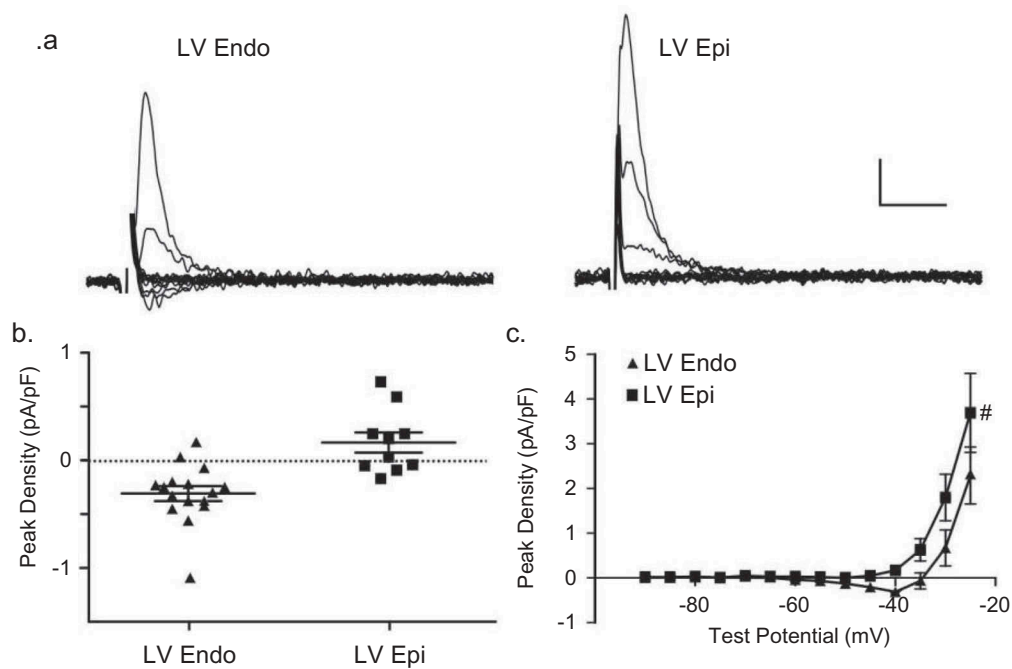 .a
LV Endo
LV Epi
b.
Peak Density (pA/pF)
1
0
-1
LV Endo
LV Epi
c.
Peak Density (pA/pF)
5
4
3
2
1
0
-1
LV Endo
LV Epi
#
-80
-60
-40
-20
Test Potential (mV)